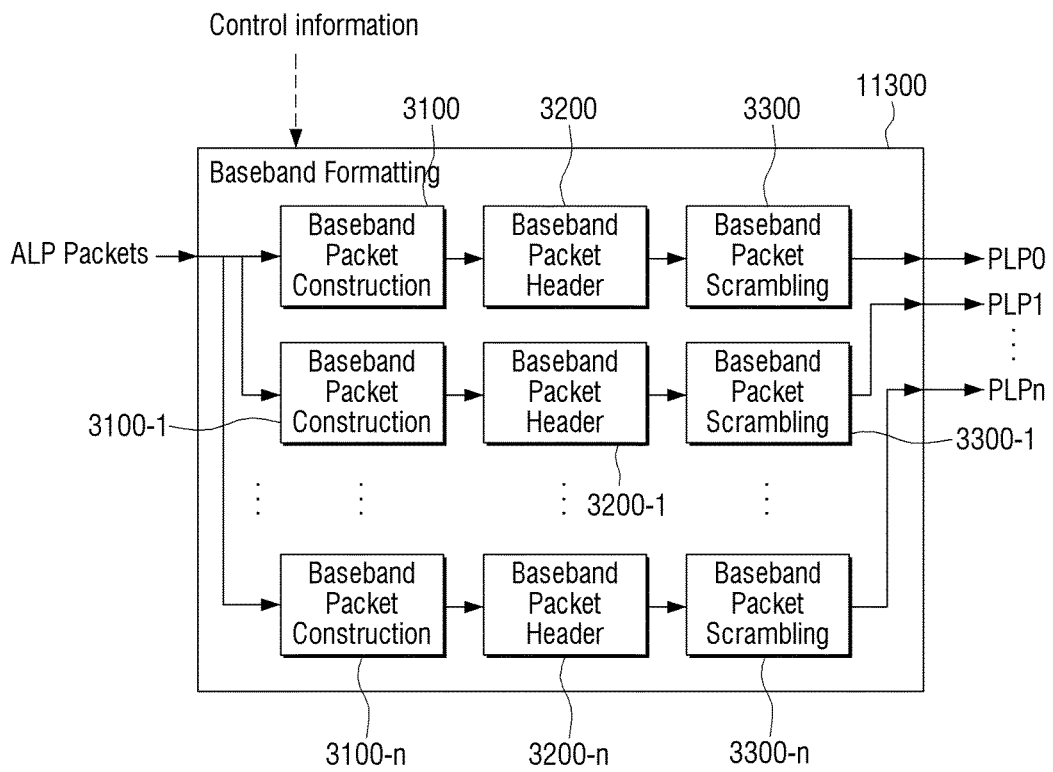 Control information
11300
3100
3200
3300
Baseband Formatting
ALP Packets
Baseband
Packet
Construction
Baseband
Packet
Header
Baseband
Packet
Scrambling
PLP0
PLP1
Baseband
Packet
Construction
Baseband
Packet
Header
Baseband
Packet
Scrambling
PLPn
3100-1
3200-1
3300-1
Baseband
Packet
Construction
Baseband
Packet
Header
Baseband
Packet
Scrambling
3100-n
3200-n
3300-n